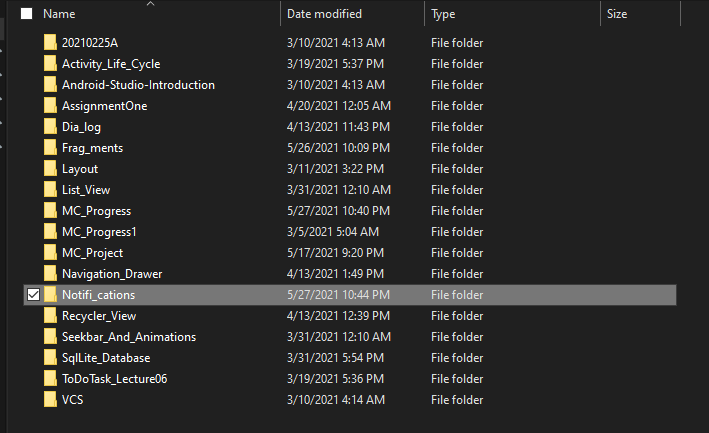 Name Date modified Type Size
20210225A 3/10/2021 4:13 AM File folder
Activity_Life_Cycle 3/19/2021 5:37 PM File folder
Android-Studio-Introduction 3/10/2021 4:13 AM File folder
AssignmentOne 4/20/2021 12:05 AM File folder
Dia_log 4/13/2021 11:43 PM File folder
Frag_ments 5/26/2021 10:09 PM File folder
Layout 3/11/2021 3:22 PM File folder
List_View 3/31/2021 12:10 AM File folder
MC_Progress 5/27/2021 10:40 PM File folder
MC_Progress1 3/5/2021 5:04 AM File folder
MC_Project 5/17/2021 9:20 PM File folder
Navigation_Drawer 4/13/2021 1:49 PM File folder
Notifi_cations 5/27/2021 10:44 PM File folder
Recycler_View 4/13/2021 12:39 PM File folder
Seekbar_And_Animations 3/31/2021 12:10 AM File folder
SqlLite_Database 3/31/2021 5:54 PM File folder
ToDoTask_Lecture06 3/19/2021 5:36 PM File folder
VCS 3/10/2021 4:14 AM File folder